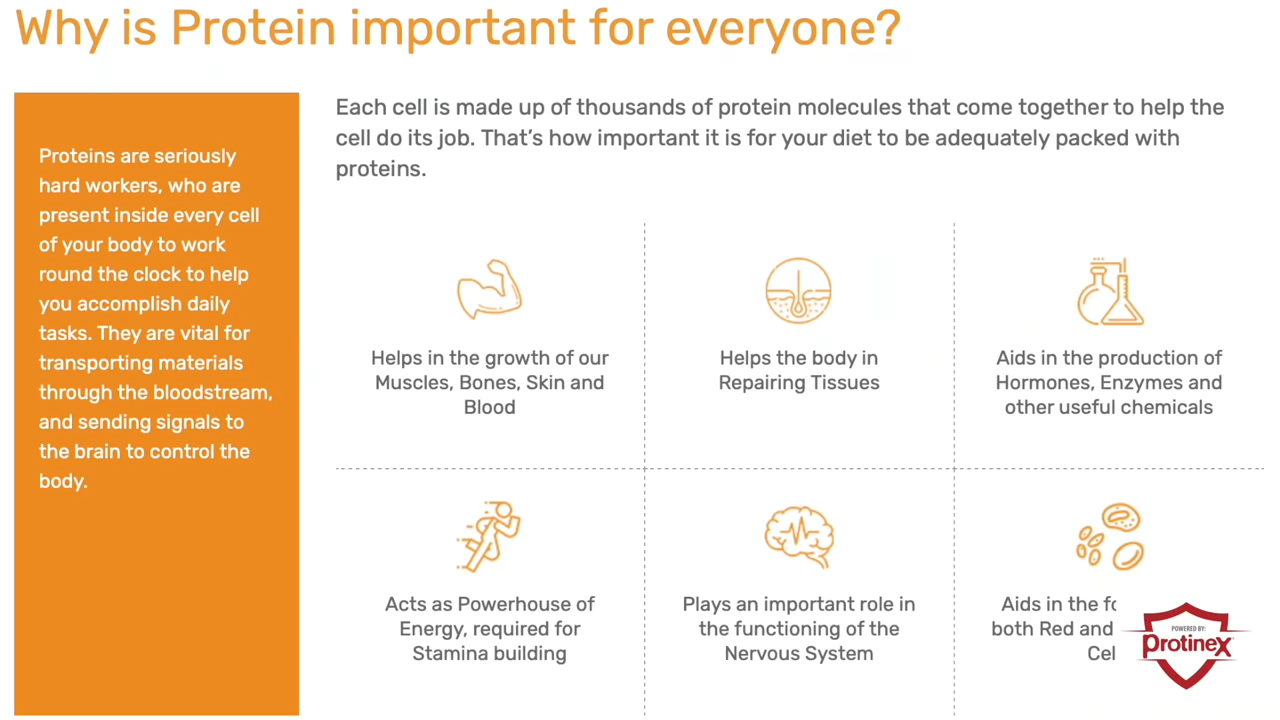 Why is Protein important for everyone?
Proteins are seriously
hard workers, who are
present inside every cell
of your body to work
round the clock to help
you accomplish daily
tasks. They are vital for
transporting materials
through the bloodstream,
and sending signals to
the brain to control the
body.
Each cell is made up of thousands of protein molecules that come together to help the
cell do its job. That's how important it is for your diet to be adequately packed with
proteins.
Helps in the growth of our
Muscles, Bones, Skin and
Blood
Helps the body in
Repairing Tissues
Aids in the production of
Hormones, Enzymes and
other useful chemicals
Acts as Powerhouse of
Energy, required for
Stamina building
Plays an important role in
the functioning of the
Nervous System
Aids in the
both Red and
POWERED BY:
Protinex